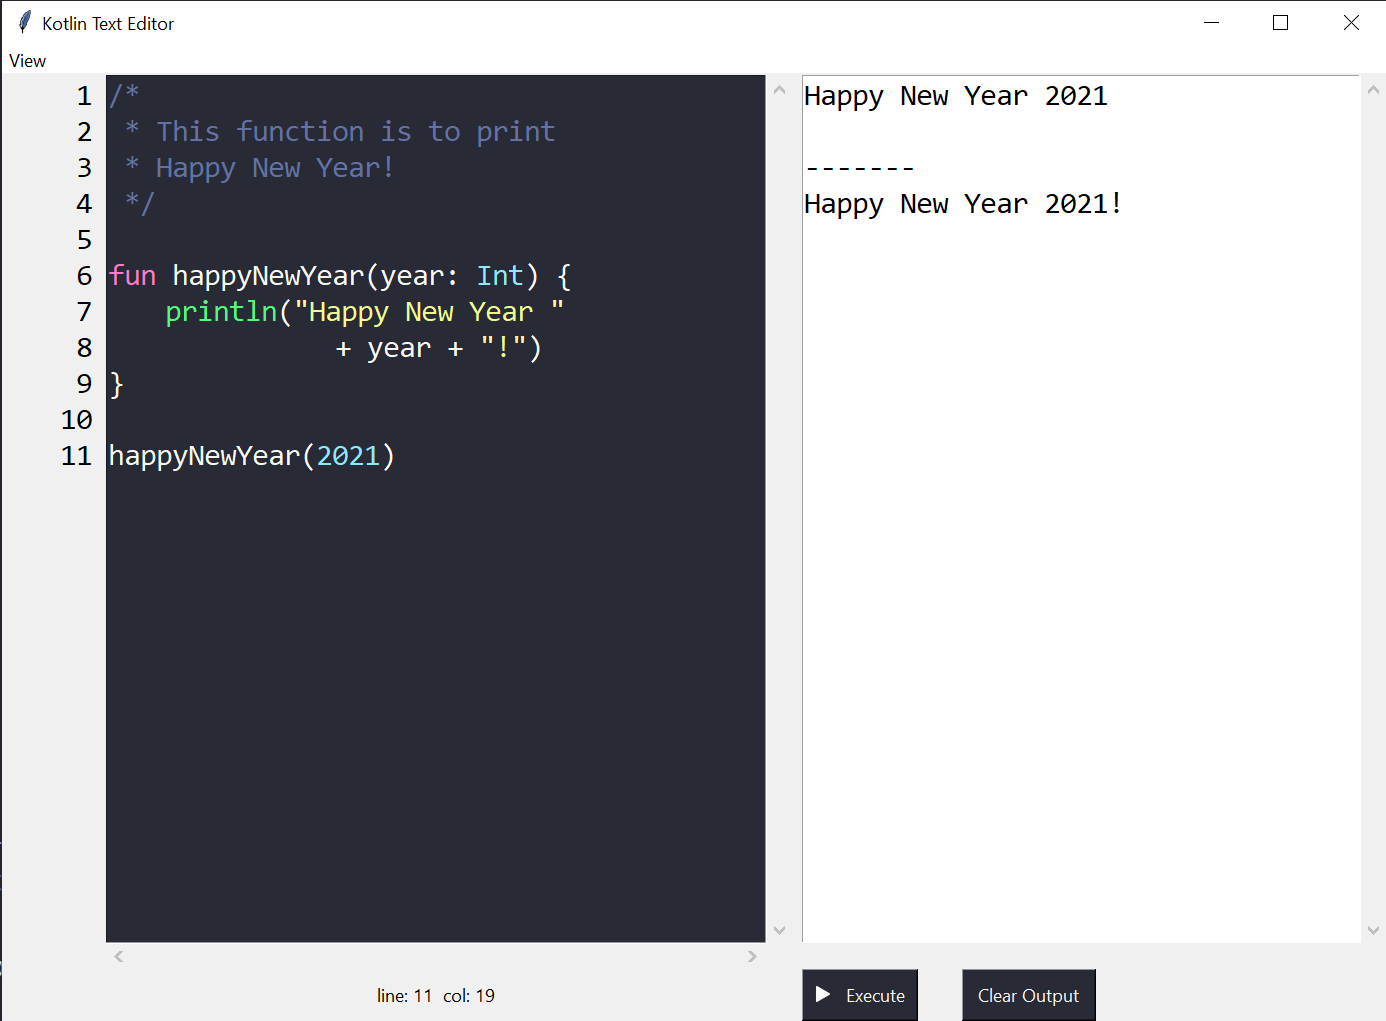 Kotlin Text Editor
View
1 /*
2  * This function is to print
3  * Happy New Year!
4  */
5
6 fun happyNewYear(year: Int) {
7    println("Happy New Year "
8              + year + "!")
9 }
10
11 happyNewYear(2021)
Happy New Year 2021
-------
Happy New Year 2021!
line: 11 col: 19
Execute
Clear Output